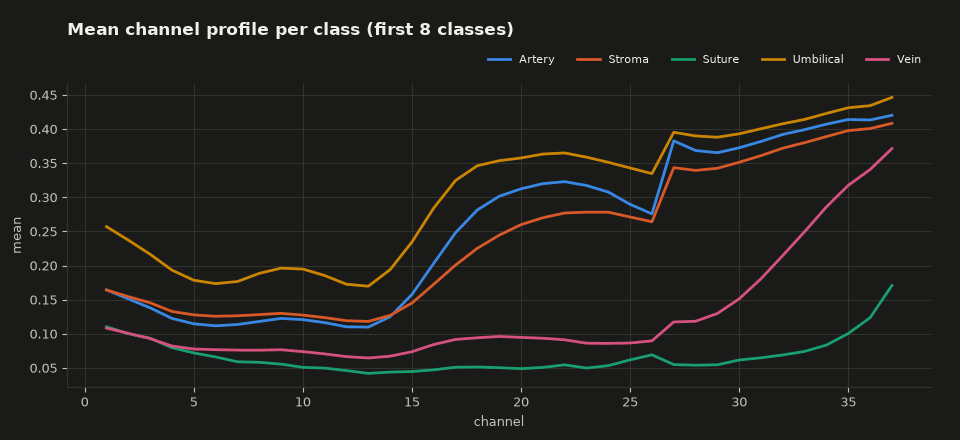 Mean channel profile per class (first 8 classes)
Artery Stroma Suture Umbilical Vein
0.45
0.40
0.35
0.30
0.25
0.20
0.15
0.10
0.05
mean
0 5 10 15 20 25 30 35
channel